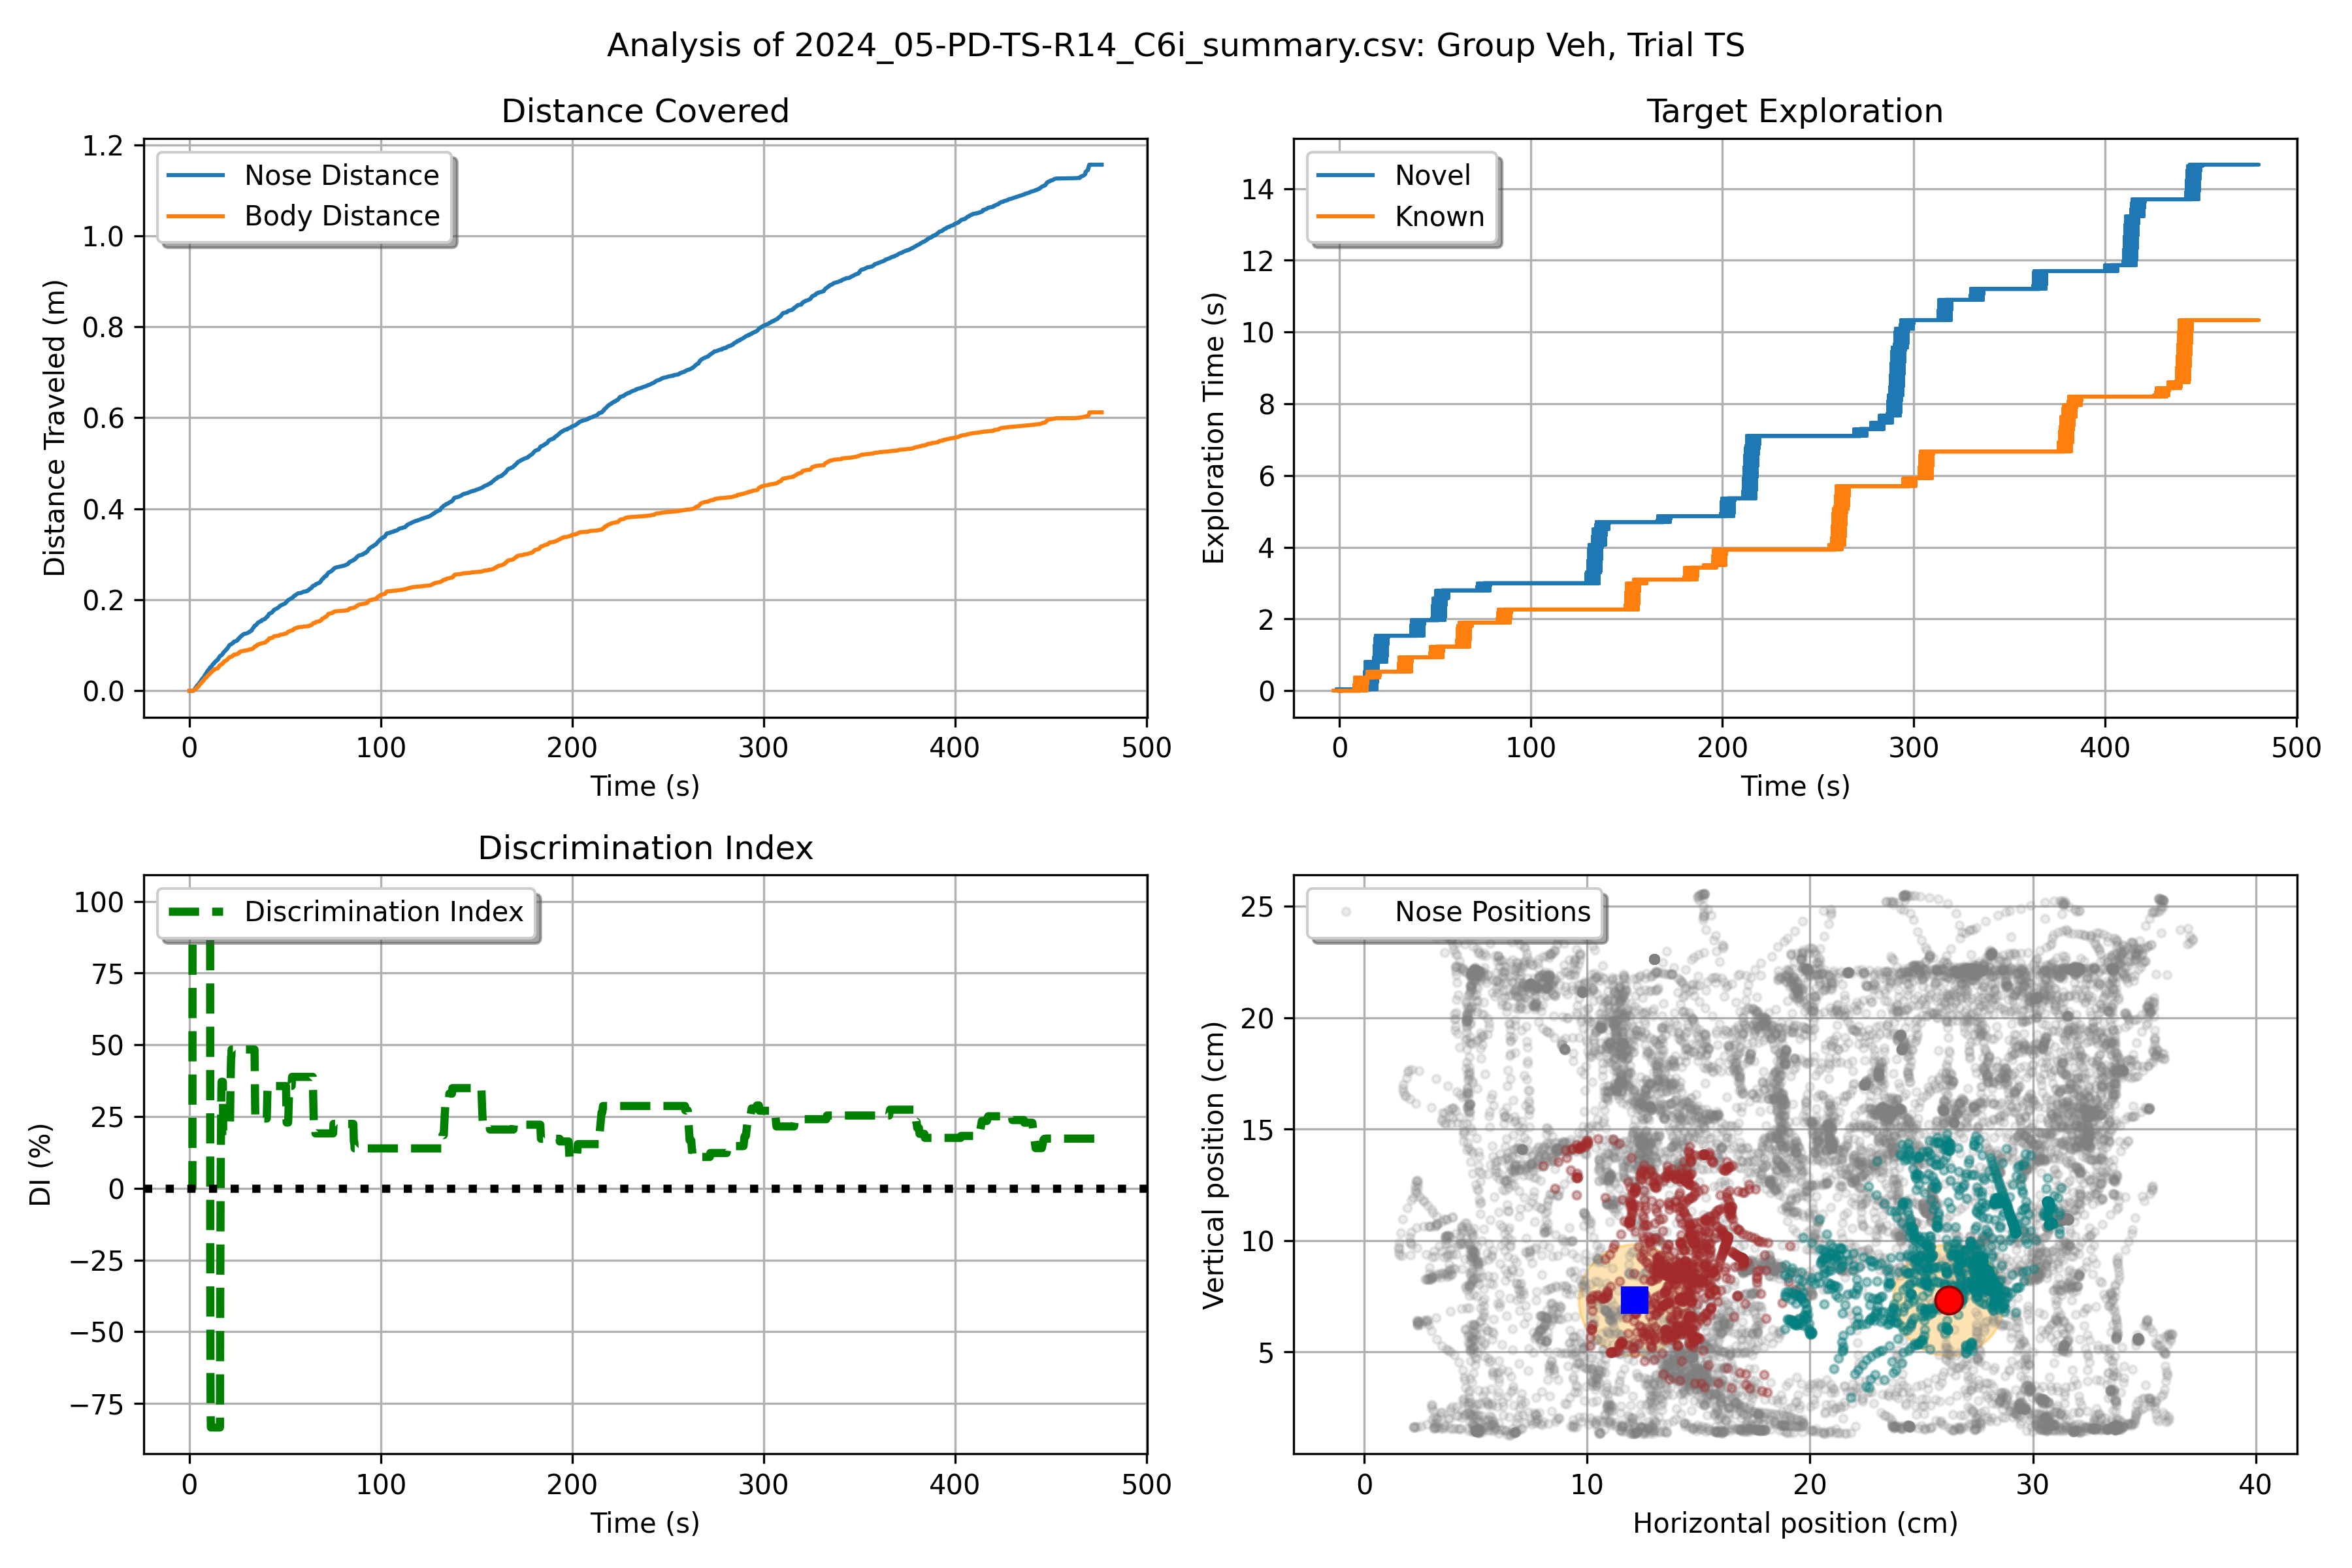 Analysis of 2024_05-PD-TS-R14_C6i_summary.csv: Group Veh, Trial TS
Distance Covered
Nose Distance
Body Distance
Distance Traveled (m)
1.2
1.0
0.8
0.6
0.4
0.2
0.0
0 100 200 300 400 500
Time (s)
Target Exploration
Novel
Known
Exploration Time (s)
14
12
10
8
6
4
2
0
0 100 200 300 400 500
Time (s)
Discrimination Index
Discrimination Index
DI (%)
100
75
50
25
0
−25
−50
−75
0 100 200 300 400 500
Time (s)
Nose Positions
Vertical position (cm)
25
20
15
10
5
0 10 20 30 40
Horizontal position (cm)